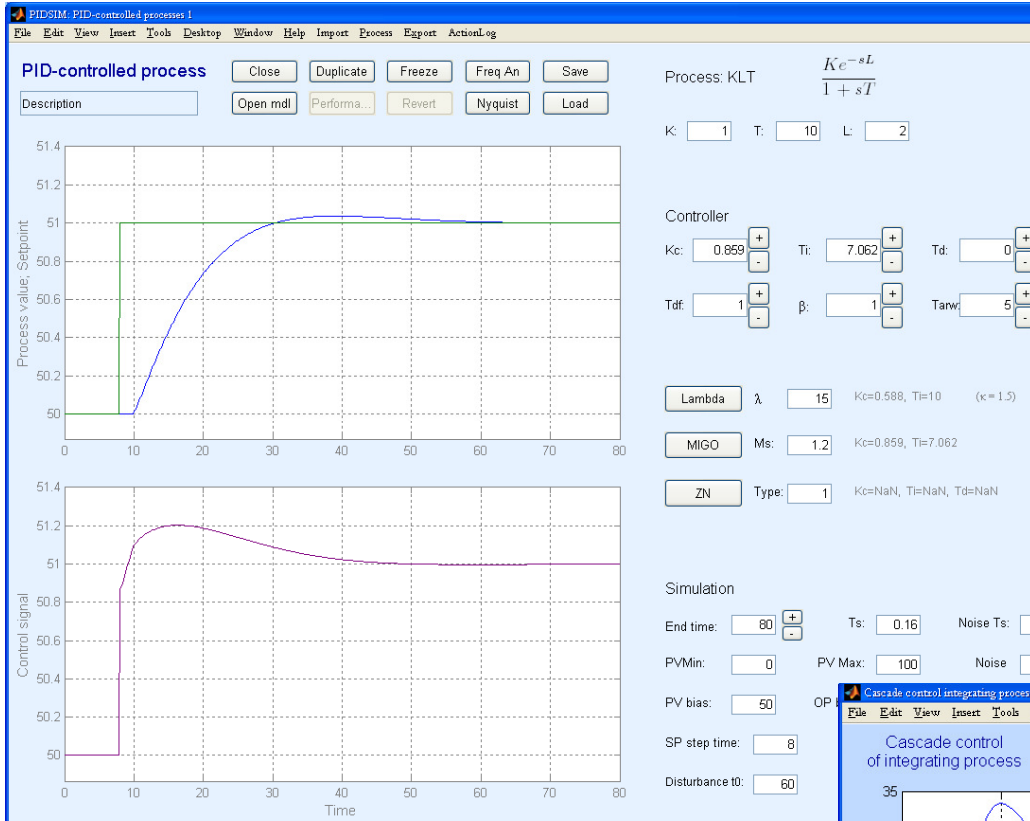 PIDSIM: PID-controlled processes 1
File Edit View Insert Tools Desktop Window Help Import Process Export ActionLog
PID-controlled process
Close Duplicate Freeze Freq An Save
Description
Open mdl Performa... Revert Nyquist Load
Process: KLT
Ke^{-sL}
1 + sT
K: 1 T: 10 L: 2
51.4
51.2
51
50.8
50.6
50.4
50.2
50
Process value; Setpoint
0 10 20 30 40 50 60 70 80
51.4
51.2
51
50.8
50.6
50.4
50.2
50
Control signal
0 10 20 30 40 50 60 70 80
Time
Controller
Kc: 0.859 + - Ti: 7.062 + - Td: 0 + -
Tdf: 1 + - β: 1 + - Tarw: 5 + -
Lambda λ 15 Kc=0.588, Ti=10 (κ = 1.5)
MIGO Ms: 1.2 Kc=0.859, Ti=7.062
ZN Type: 1 Kc=NaN, Ti=NaN, Td=NaN
Simulation
End time: 80 + - Ts: 0.16 Noise Ts:
PVMin: 0 PV Max: 100 Noise
PV bias: 50 OP
SP step time: 8
Disturbance t0: 60
Cascade control integrating proces
File Edit View Insert Tools
Cascade control
of integrating process
35